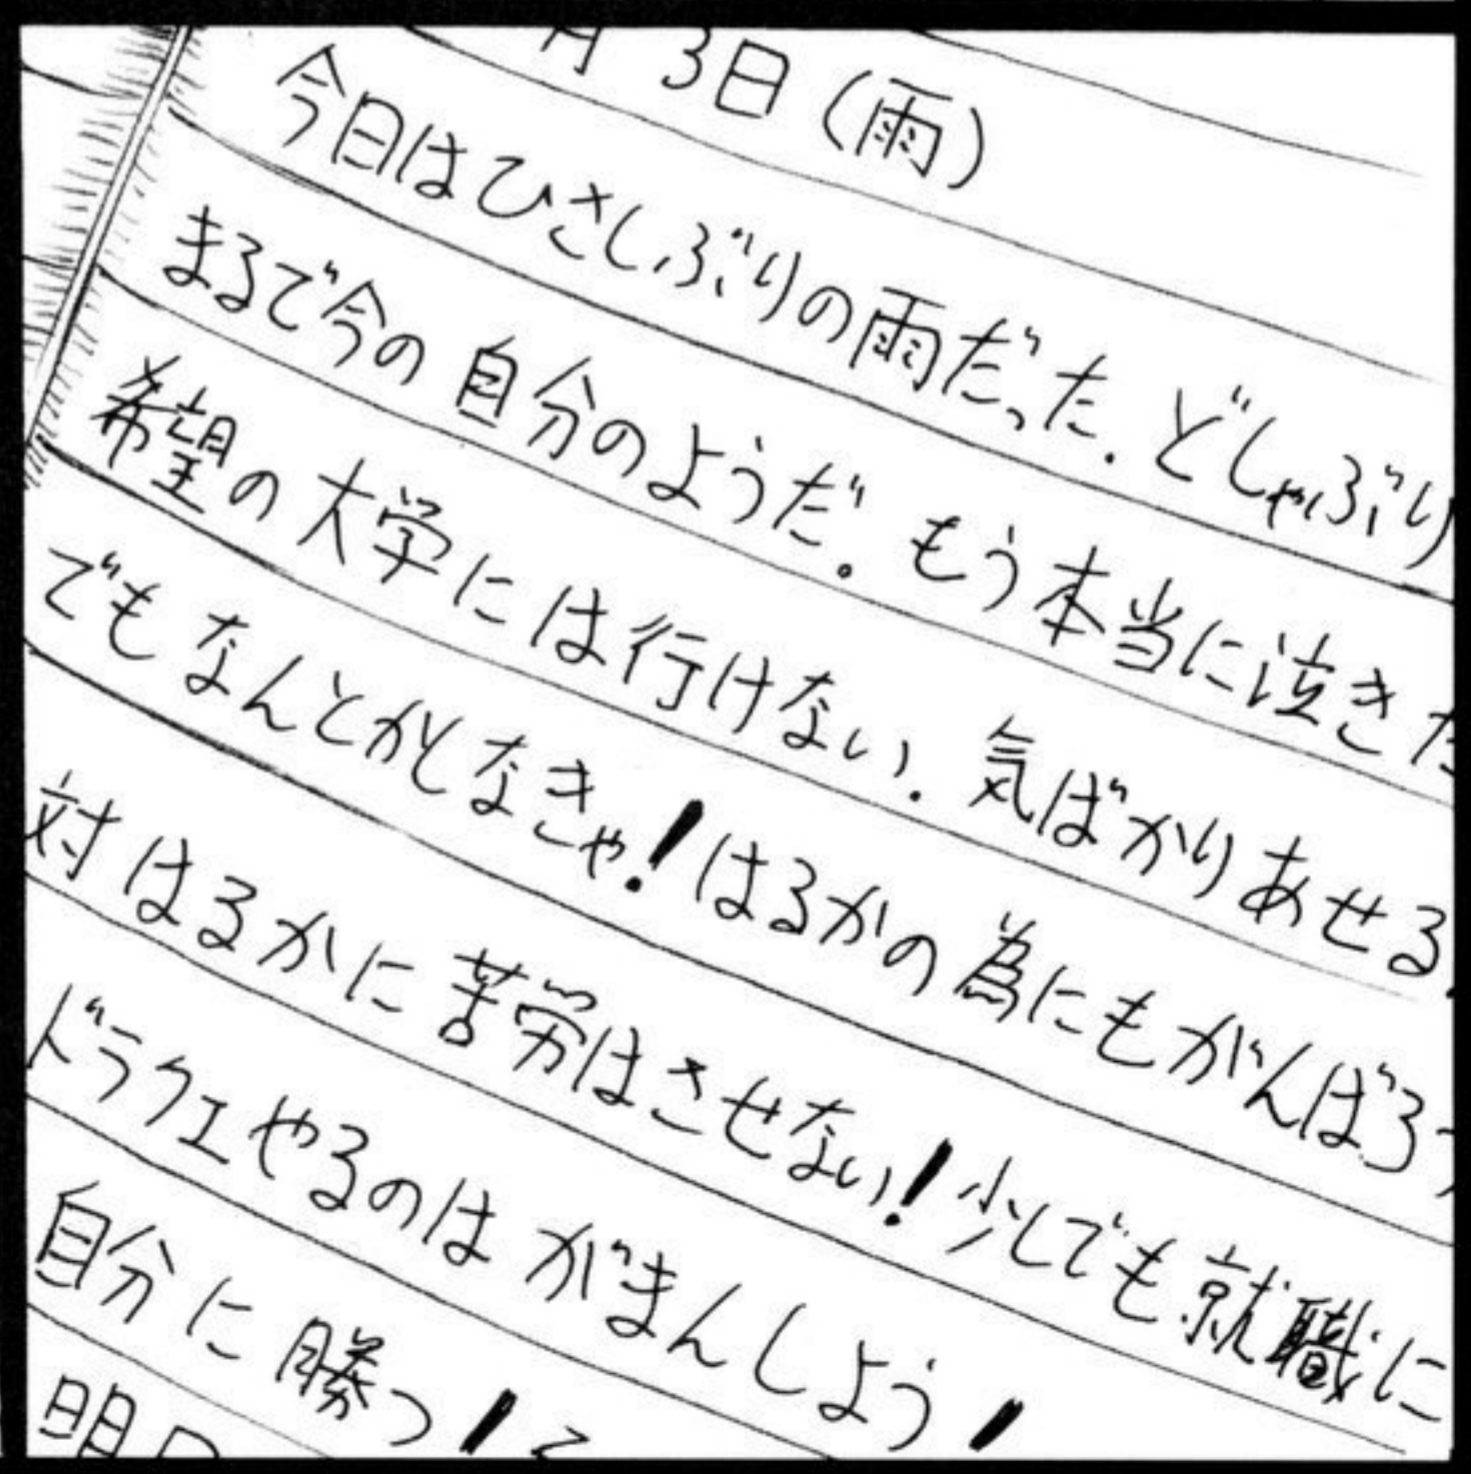 月3日(雨)
今日はひさしぶりの雨だった.どしゃぶり
まるで今の自分のようだ。もう本当に泣きた
希望の大学には行けない.気ばかりあせる
でもなんとかしなきゃ!はるかの為にもがんばろう
対はるかに苦労はさせない!少しでも就職に
ドラクエやるのはがまんしよう!
自分に勝つ!
明日